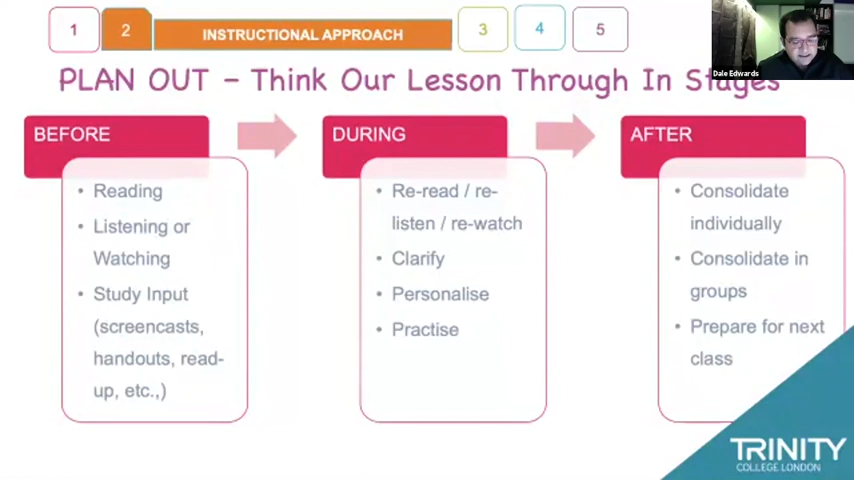 1
2
INSTRUCTIONAL APPROACH
3
4
5
Dale Edwards
PLAN OUT – Think Our Lesson Through In Stages
BEFORE
• Reading
• Listening or
Watching
• Study Input
(screencasts,
handouts, read-
up, etc.,)
DURING
• Re-read / re-
listen / re-watch
• Clarify
• Personalise
• Practise
AFTER
• Consolidate
individually
• Consolidate in
groups
• Prepare for next
class
TRINITY
COLLEGE LONDON